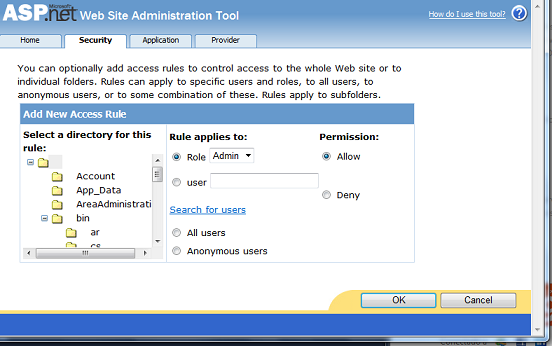 Microsoft
ASP.net Web Site Administration Tool
How do I use this tool? ?
Home Security Application Provider
You can optionally add access rules to control access to the whole Web site or to
individual folders. Rules can apply to specific users and roles, to all users, to
anonymous users, or to some combination of these. Rules apply to subfolders.
Add New Access Rule
Select a directory for this
rule:
Account
App_Data
AreaAdministrati
bin
ar
cs
Rule applies to:
Role Admin
user
Search for users
All users
Anonymous users
Permission:
Allow
Deny
OK Cancel